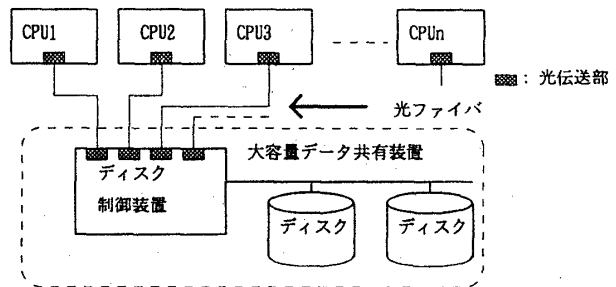 CPU1
CPU2
CPU3
CPUn
：光伝送部
光ファイバ
大容量データ共有装置
ディスク
制御装置
ディスク
ディスク